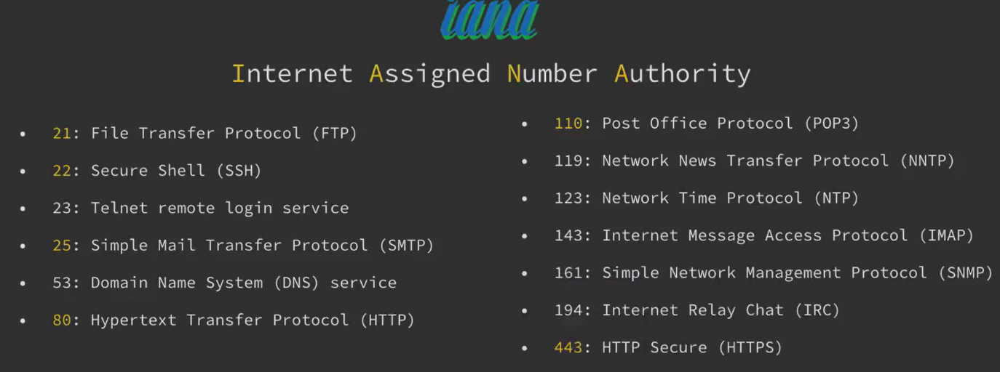 iana
Internet Assigned Number Authority
• 21: File Transfer Protocol (FTP)
• 22: Secure Shell (SSH)
• 23: Telnet remote login service
• 25: Simple Mail Transfer Protocol (SMTP)
• 53: Domain Name System (DNS) service
• 80: Hypertext Transfer Protocol (HTTP)
• 110: Post Office Protocol (POP3)
• 119: Network News Transfer Protocol (NNTP)
• 123: Network Time Protocol (NTP)
• 143: Internet Message Access Protocol (IMAP)
• 161: Simple Network Management Protocol (SNMP)
• 194: Internet Relay Chat (IRC)
• 443: HTTP Secure (HTTPS)